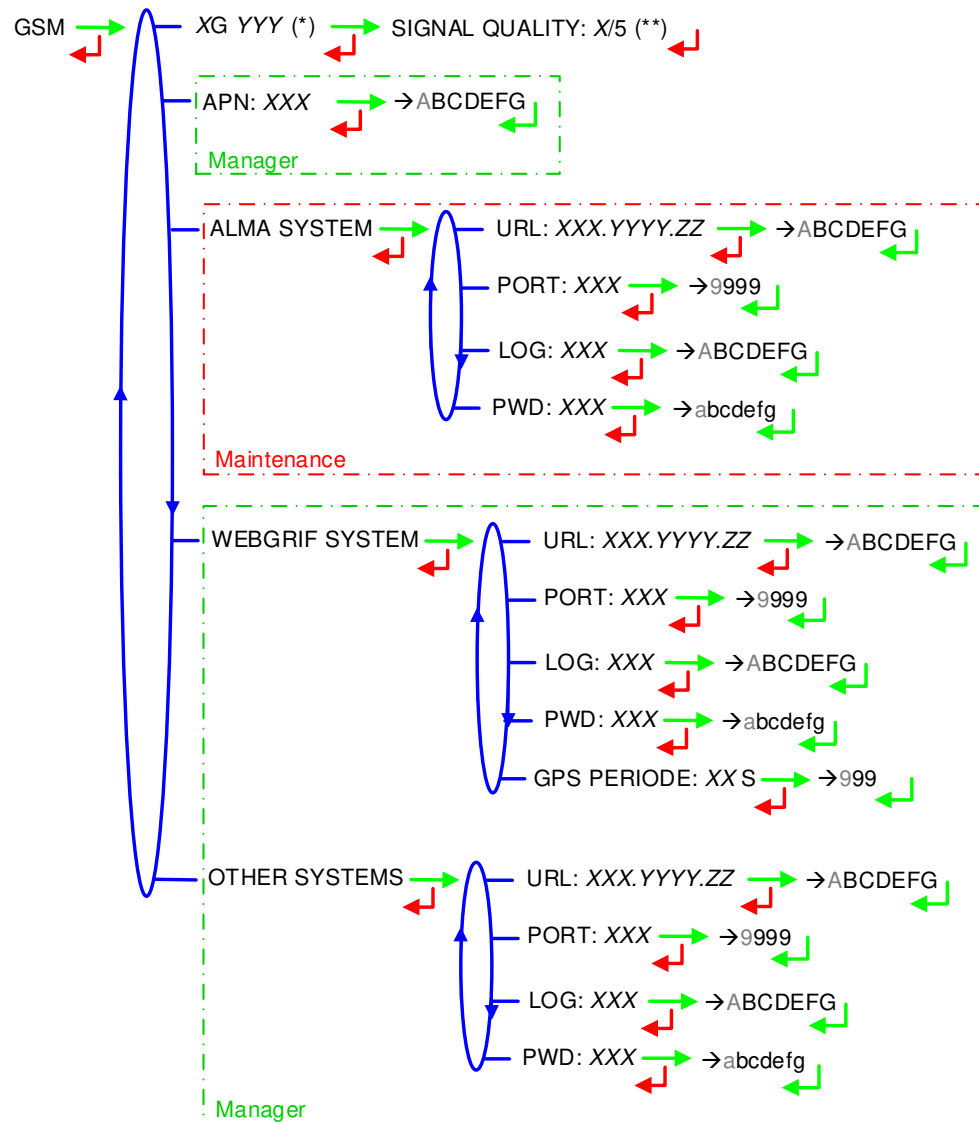 GSM XG YYY (*) SIGNAL QUALITY: X/5 (**)
APN: XXX →ABCDEFG
Manager
ALMA SYSTEM URL: XXX.YYYY.ZZ →ABCDEFG
PORT: XXX →9999
LOG: XXX →ABCDEFG
PWD: XXX →abcdefg
Maintenance
WEBGRIF SYSTEM URL: XXX.YYYY.ZZ →ABCDEFG
PORT: XXX →9999
LOG: XXX →ABCDEFG
PWD: XXX →abcdefg
GPS PERIODE: XX S →999
OTHER SYSTEMS URL: XXX.YYYY.ZZ →ABCDEFG
PORT: XXX →9999
LOG: XXX →ABCDEFG
PWD: XXX →abcdefg
Manager